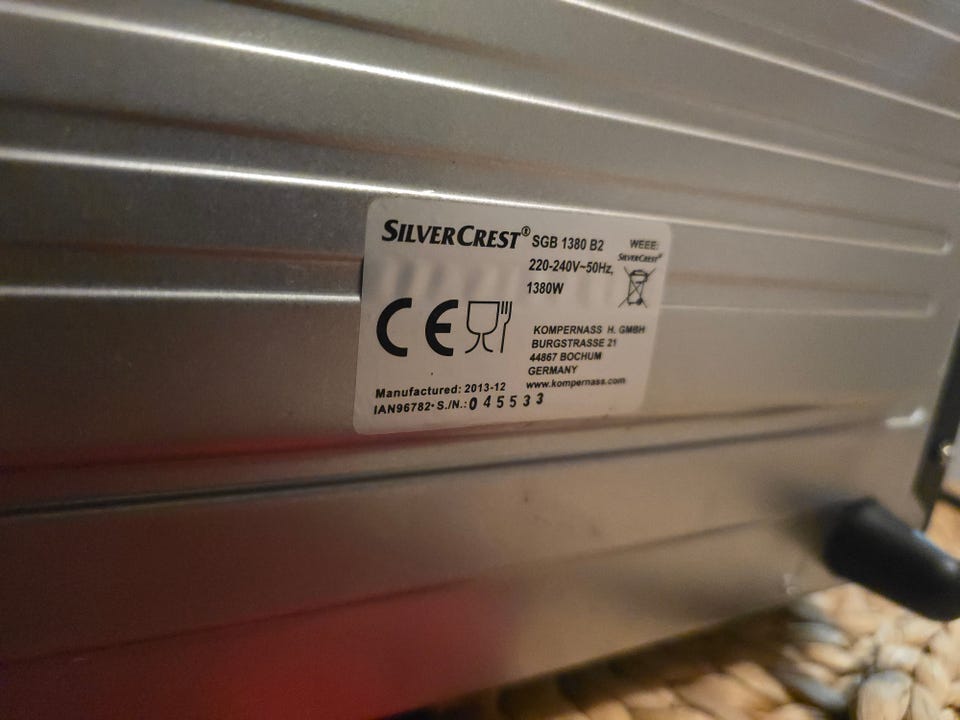 SILVERCREST® SGB 1380 B2
220-240V~50Hz,
1380W
WEEE:
SILVERCREST®
CE
KOMPERNASS H. GMBH
BURGSTRASSE 21
44867 BOCHUM
GERMANY
www.kompernass.com
Manufactured: 2013-12
IAN96782• S./N.: 045533